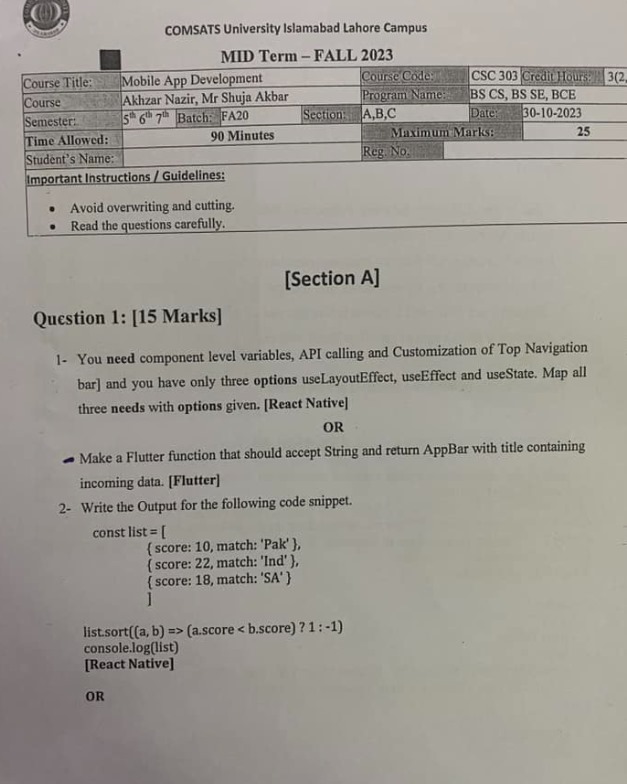 COMSATS University Islamabad Lahore Campus
MID Term – FALL 2023
Course Title: Mobile App Development Course Code: CSC 303 Credit Hours: 3(2,
Course Akhzar Nazir, Mr Shuja Akbar Program Name: BS CS, BS SE, BCE
Semester: 5th 6th 7th Batch: FA20 Section: A,B,C Date: 30-10-2023
Time Allowed: 90 Minutes Maximum Marks: 25
Student's Name: Reg. No.
Important Instructions / Guidelines:
• Avoid overwriting and cutting.
• Read the questions carefully.
[Section A]
Question 1: [15 Marks]
1- You need component level variables, API calling and Customization of Top Navigation
bar] and you have only three options useLayoutEffect, useEffect and useState. Map all
three needs with options given. [React Native]
OR
- Make a Flutter function that should accept String and return AppBar with title containing
incoming data. [Flutter]
2- Write the Output for the following code snippet.
const list = [
{ score: 10, match: 'Pak' },
{ score: 22, match: 'Ind' },
{ score: 18, match: 'SA' }
]
list.sort((a, b) => (a.score < b.score) ? 1 : -1)
console.log(list)
[React Native]
OR